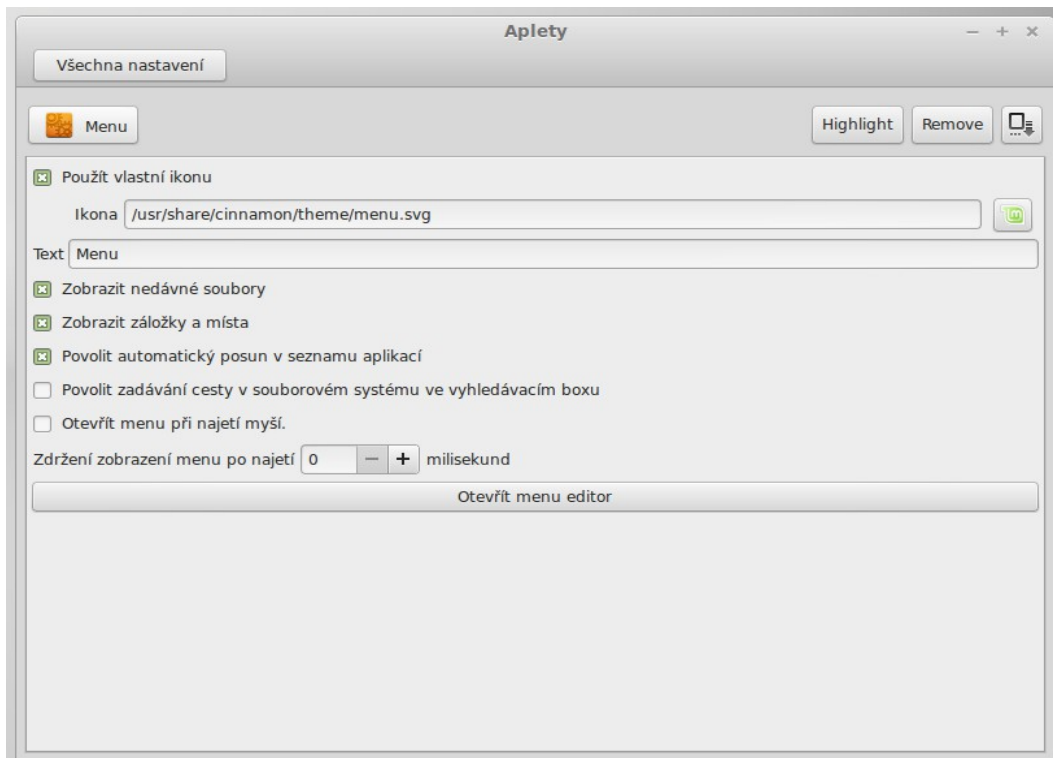 Aplety
Všechna nastavení
Menu Highlight Remove
Použít vlastní ikonu
Ikona /usr/share/cinnamon/theme/menu.svg
Text Menu
Zobrazit nedávné soubory
Zobrazit záložky a místa
Povolit automatický posun v seznamu aplikací
Povolit zadávání cesty v souborovém systému ve vyhledávacím boxu
Otevřít menu při najetí myší.
Zdržení zobrazení menu po najetí 0 − + milisekund
Otevřít menu editor